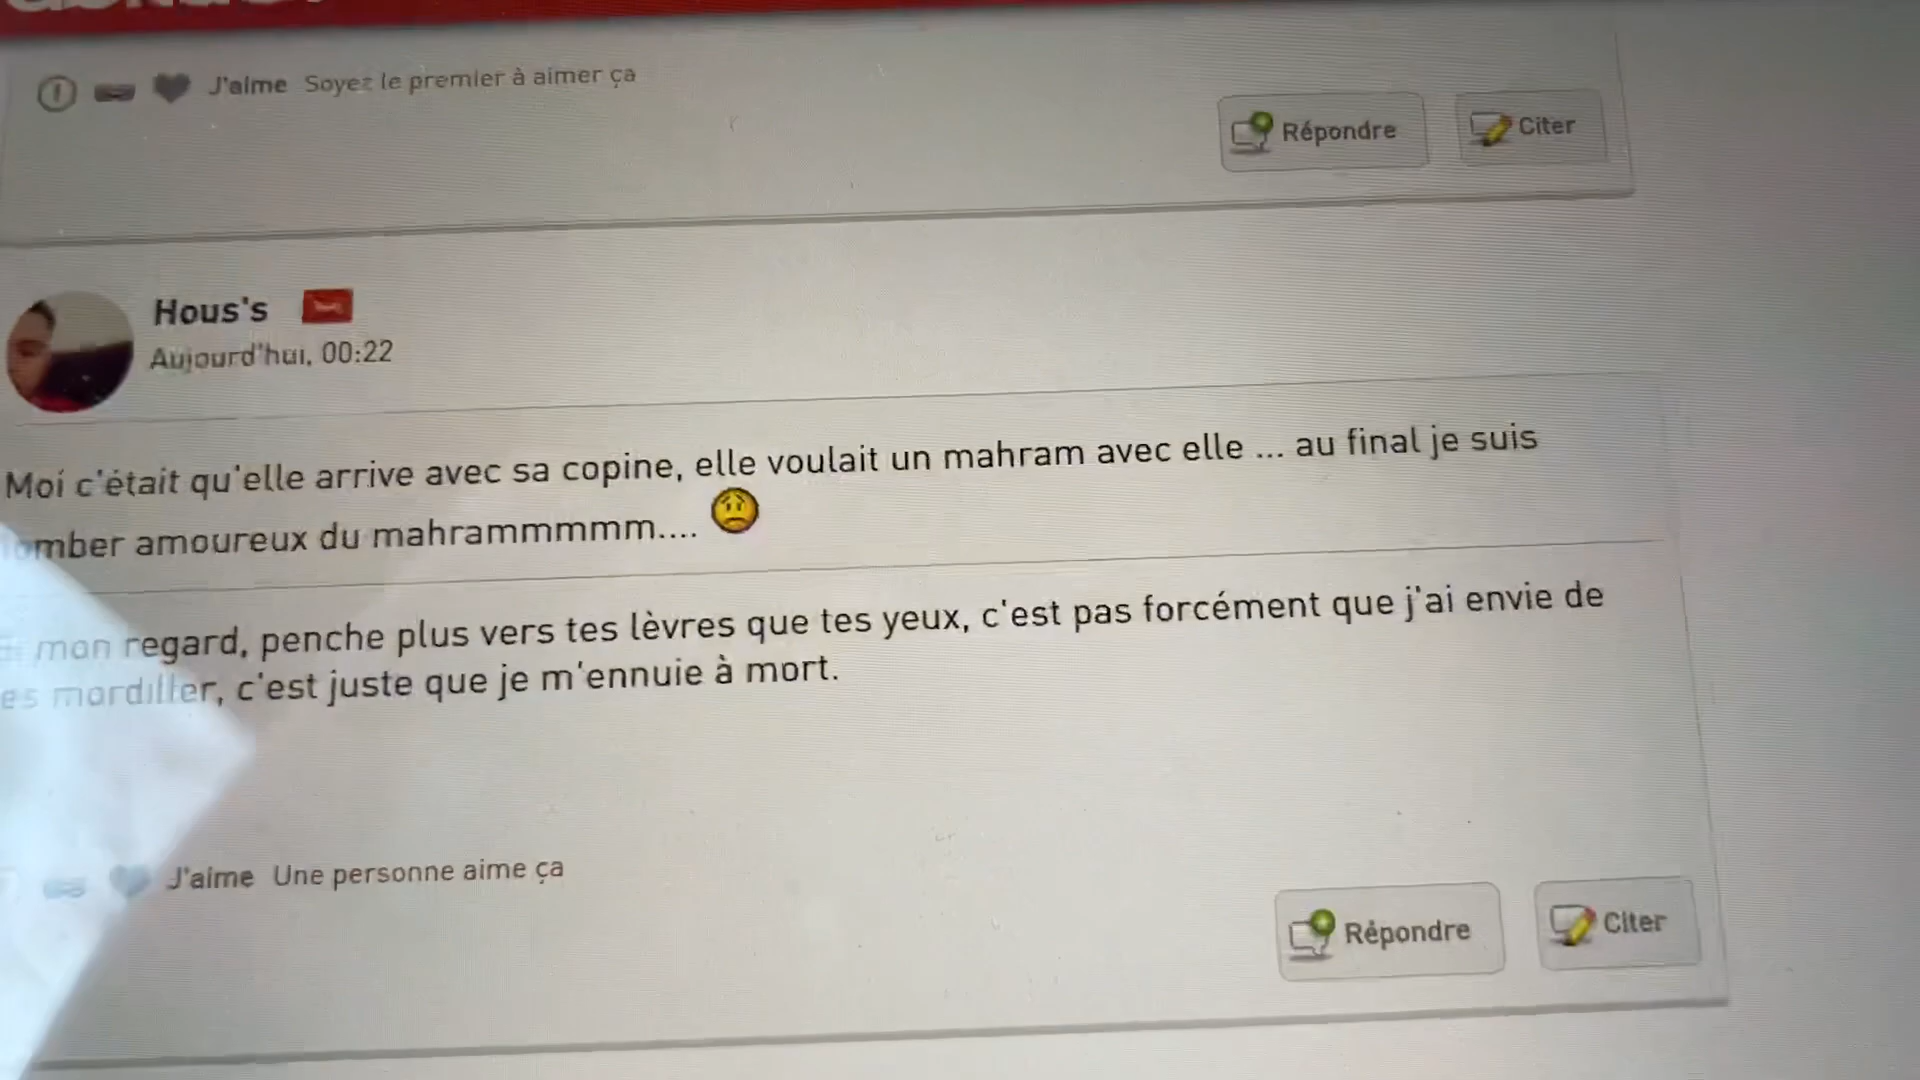 J'aime Soyez le premier à aimer ça
Répondre
Citer
Hous's
Aujourd'hui, 00:22
Moi c'était qu'elle arrive avec sa copine, elle voulait un mahram avec elle ... au final je suis
omber amoureux du mahrammmmm....
mon regard, penche plus vers tes lèvres que tes yeux, c'est pas forcément que j'ai envie de
es mordiller, c'est juste que je m'ennuie à mort.
J'aime Une personne aime ça
Répondre
Citer